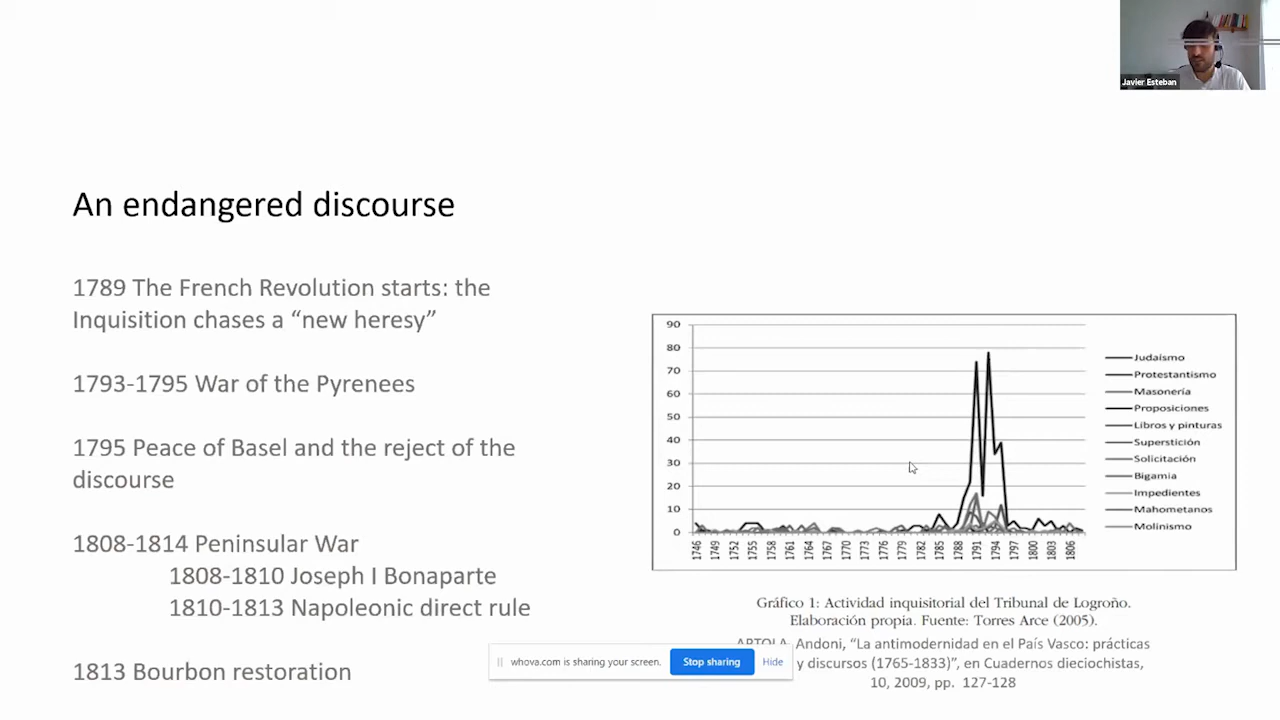 Javier Esteban
An endangered discourse
1789 The French Revolution starts: the
Inquisition chases a “new heresy”
1793-1795 War of the Pyrenees
1795 Peace of Basel and the reject of the
discourse
1808-1814 Peninsular War
1808-1810 Joseph I Bonaparte
1810-1813 Napoleonic direct rule
1813 Bourbon restoration
90
80
70
60
50
40
30
20
10
0
1746
1749
1752
1755
1758
1761
1764
1767
1770
1773
1776
1779
1782
1785
1788
1791
1794
1797
1800
1803
1806
Judaísmo
Protestantismo
Masonería
Proposiciones
Libros y pinturas
Superstición
Solicitación
Bigamia
Impedientes
Mahometanos
Molinismo
Gráfico 1: Actividad inquisitorial del Tribunal de Logroño.
Elaboración propia. Fuente: Torres Arce (2005).
Andoni, “La antimodernidad en el País Vasco: prácticas
y discursos (1765-1833)”, en Cuadernos dieciochistas,
10, 2009, pp. 127-128
whova.com is sharing your screen.
Stop sharing
Hide